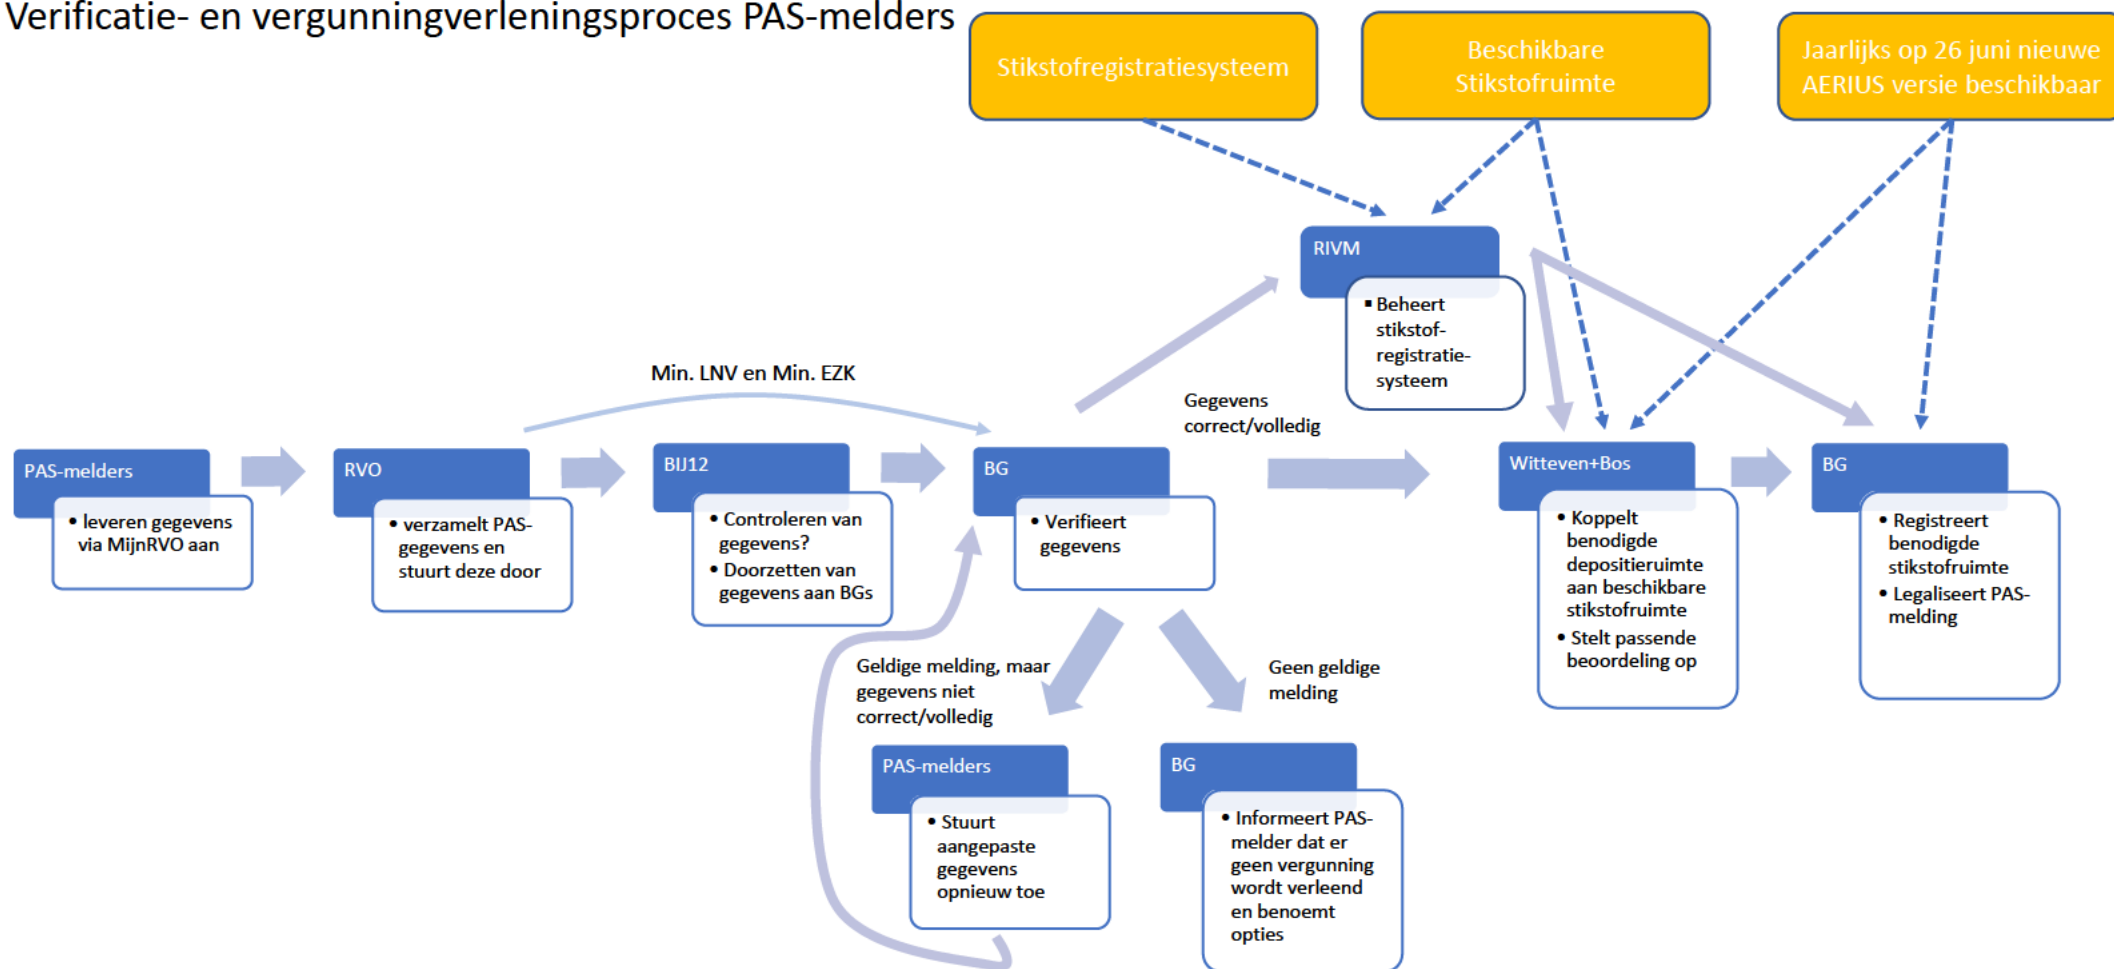 Verificatie- en vergunningverleningsproces PAS-melders
Stikstofregistratiesysteem
Beschikbare
Stikstofruimte
Jaarlijks op 26 juni nieuwe
AERIUS versie beschikbaar
RIVM
▪ Beheert
stikstof-
registratie-
systeem
Min. LNV en Min. EZK
Gegevens
correct/volledig
PAS-melders
• leveren gegevens
via MijnRVO aan
RVO
• verzamelt PAS-
gegevens en
stuurt deze door
BIJ12
• Controleren van
gegevens?
• Doorzetten van
gegevens aan BGs
BG
• Verifieert
gegevens
Witteven+Bos
• Koppelt
benodigde
depositieruimte
aan beschikbare
stikstofruimte
• Stelt passende
beoordeling op
BG
• Registreert
benodigde
stikstofruimte
• Legaliseert PAS-
melding
Geldige melding, maar
gegevens niet
correct/volledig
Geen geldige
melding
PAS-melders
• Stuurt
aangepaste
gegevens
opnieuw toe
BG
• Informeert PAS-
melder dat er
geen vergunning
wordt verleend
en benoemt
opties